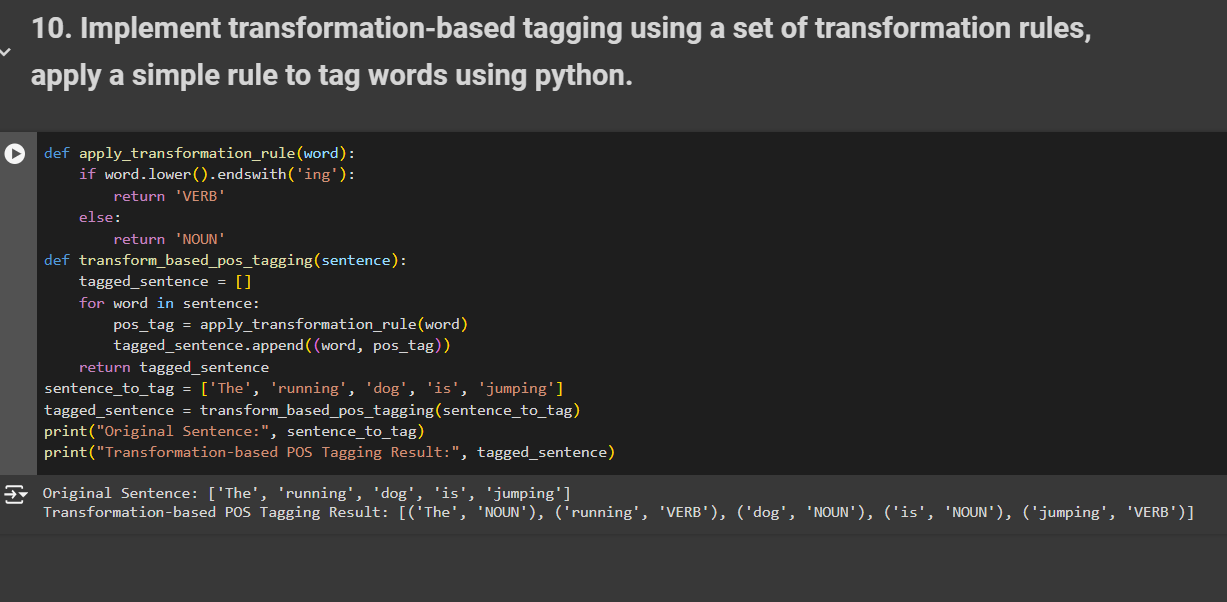 10. Implement transformation-based tagging using a set of transformation rules,
apply a simple rule to tag words using python.
def apply_transformation_rule(word):
    if word.lower().endswith('ing'):
        return 'VERB'
    else:
        return 'NOUN'
def transform_based_pos_tagging(sentence):
    tagged_sentence = []
    for word in sentence:
        pos_tag = apply_transformation_rule(word)
        tagged_sentence.append((word, pos_tag))
    return tagged_sentence
sentence_to_tag = ['The', 'running', 'dog', 'is', 'jumping']
tagged_sentence = transform_based_pos_tagging(sentence_to_tag)
print("Original Sentence:", sentence_to_tag)
print("Transformation-based POS Tagging Result:", tagged_sentence)
Original Sentence: ['The', 'running', 'dog', 'is', 'jumping']
Transformation-based POS Tagging Result: [('The', 'NOUN'), ('running', 'VERB'), ('dog', 'NOUN'), ('is', 'NOUN'), ('jumping', 'VERB')]